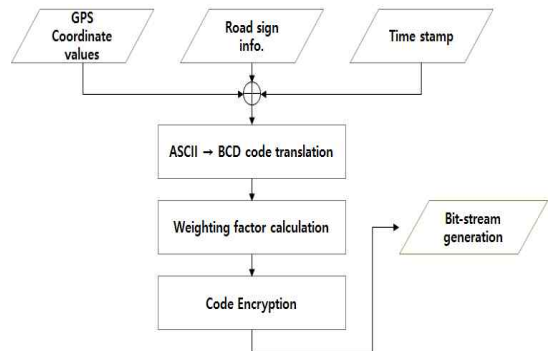 GPS
Coordinate
values
Road sign
info.
Time stamp
ASCII → BCD code translation
Weighting factor calculation
Bit-stream
generation
Code Encryption